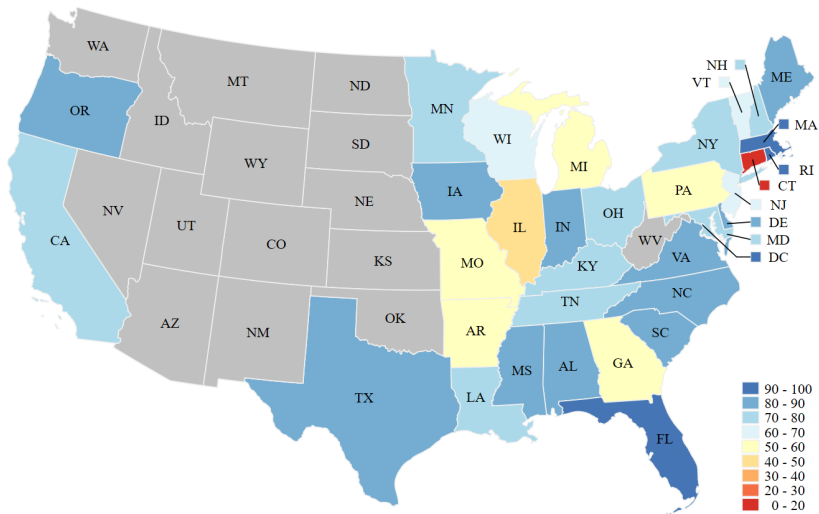 WA
MT
ND
MN
OR
ID
SD
WI
MI
NY
NH
VT
ME
MA
RI
CT
WY
NE
IA
PA
NJ
DE
MD
DC
NV
UT
CO
KS
CA
IL
IN
OH
WV
VA
MO
KY
TN
NC
SC
AZ
NM
OK
AR
MS
AL
GA
TX
LA
FL
90 - 100
80 - 90
70 - 80
60 - 70
50 - 60
40 - 50
30 - 40
20 - 30
0 - 20